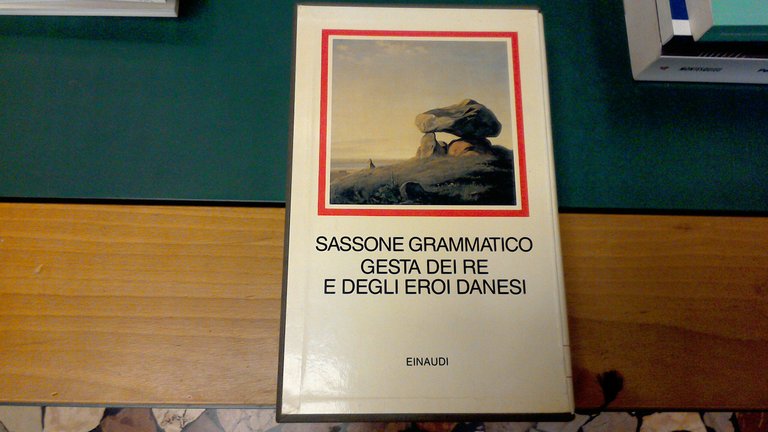 SASSONE GRAMMATICO
GESTA DEI RE
E DEGLI EROI DANESI
EINAUDI